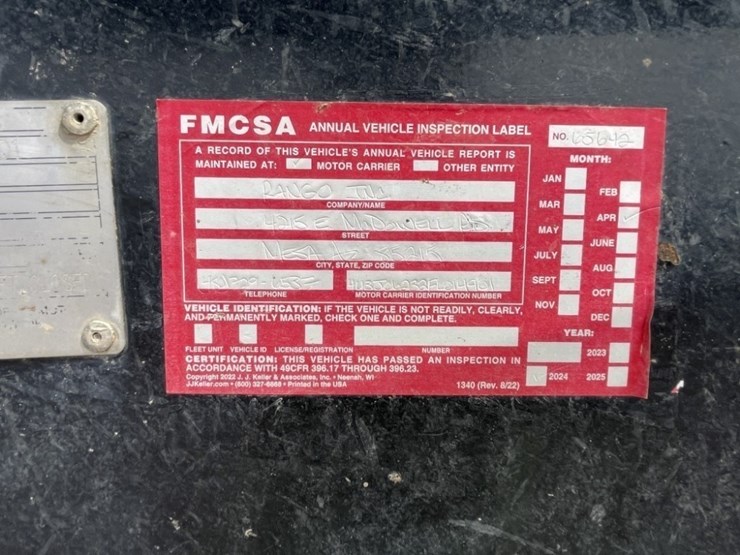 FMCSA ANNUAL VEHICLE INSPECTION LABEL
NO. 05642
A RECORD OF THIS VEHICLE'S ANNUAL VEHICLE REPORT IS
MAINTAINED AT: MOTOR CARRIER OTHER ENTITY
RANGO
COMPANY/NAME
4215 E McDOWELL
STREET
MESA
CITY, STATE, ZIP CODE
TELEPHONE
MOTOR CARRIER IDENTIFICATION NUMBER
VEHICLE IDENTIFICATION: IF THE VEHICLE IS NOT READILY, CLEARLY,
AND PERMANENTLY MARKED, CHECK ONE AND COMPLETE.
FLEET UNIT VEHICLE ID LICENSE/REGISTRATION NUMBER
CERTIFICATION: THIS VEHICLE HAS PASSED AN INSPECTION IN
ACCORDANCE WITH 49CFR 396.17 THROUGH 396.23.
Copyright 2022 J. J. Keller & Associates, Inc. • Neenah, WI
JJKeller.com • (800) 327-6868 • Printed in the USA
1340 (Rev. 8/22)
MONTH:
JAN
FEB
MAR
APR
MAY
JUNE
JULY
AUG
SEPT
OCT
NOV
DEC
YEAR:
2023
2024 2025